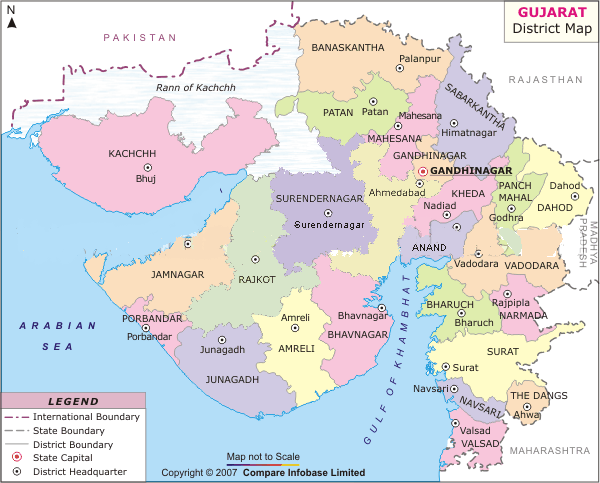 N
GUJARAT
District Map
PAKISTAN
BANASKANTHA
Palanpur
RAJASTHAN
Rann of Kachchh
SABARKANTHA
PATAN
Patan
Mahesana
Himatnagar
MAHESANA
KACHCHH
Bhuj
GANDHINAGAR
GANDHINAGAR
PANCH
MAHAL
Dahod
DAHOD
Ahmedabad
KHEDA
SURENDERNAGAR
Surendernagar
Nadiad
Godhra
MADHYA
PRADESH
ANAND
JAMNAGAR
RAJKOT
Vadodara
VADODARA
GULF OF KHAMBHAT
PORBANDAR
Porbandar
Amreli
AMRELI
Bhavnagar
BHAVNAGAR
BHARUCH
Bharuch
Rajpipla
NARMADA
ARABIAN
SEA
Junagadh
JUNAGADH
SURAT
Surat
Navsari
NAVSARI
THE DANGS
Ahwa
Valsad
VALSAD
MAHARASHTRA
LEGEND
International Boundary
State Boundary
District Boundary
State Capital
District Headquarter
Map not to Scale
Copyright © 2007 Compare Infobase Limited